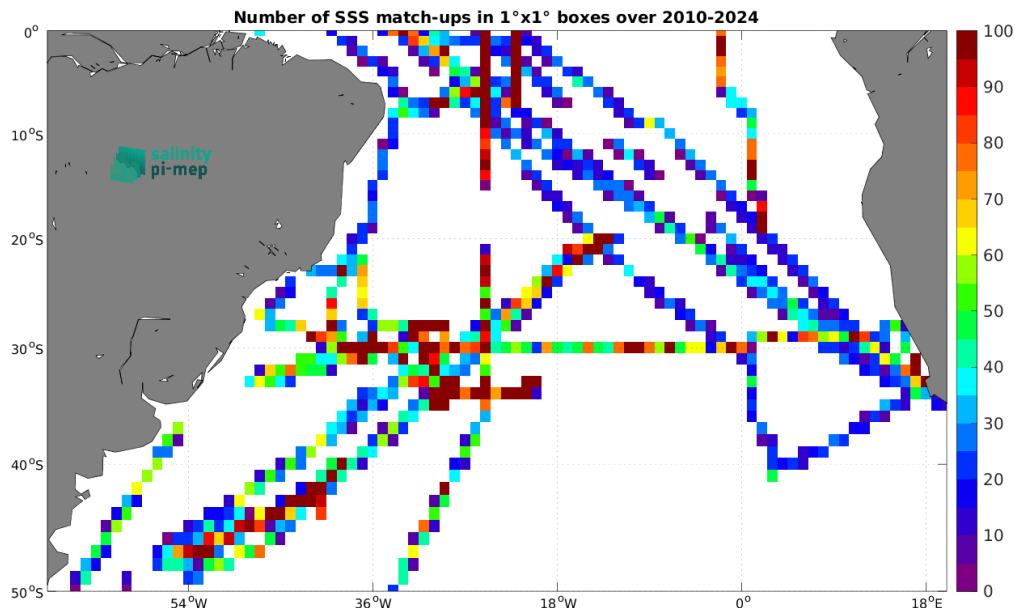 Number of SSS match-ups in 1°x1° boxes over 2010-2024
0°
10°S
20°S
30°S
40°S
50°S
54°W
36°W
18°W
0°
18°E
salinity
pi-mep
100
90
80
70
60
50
40
30
20
10
0